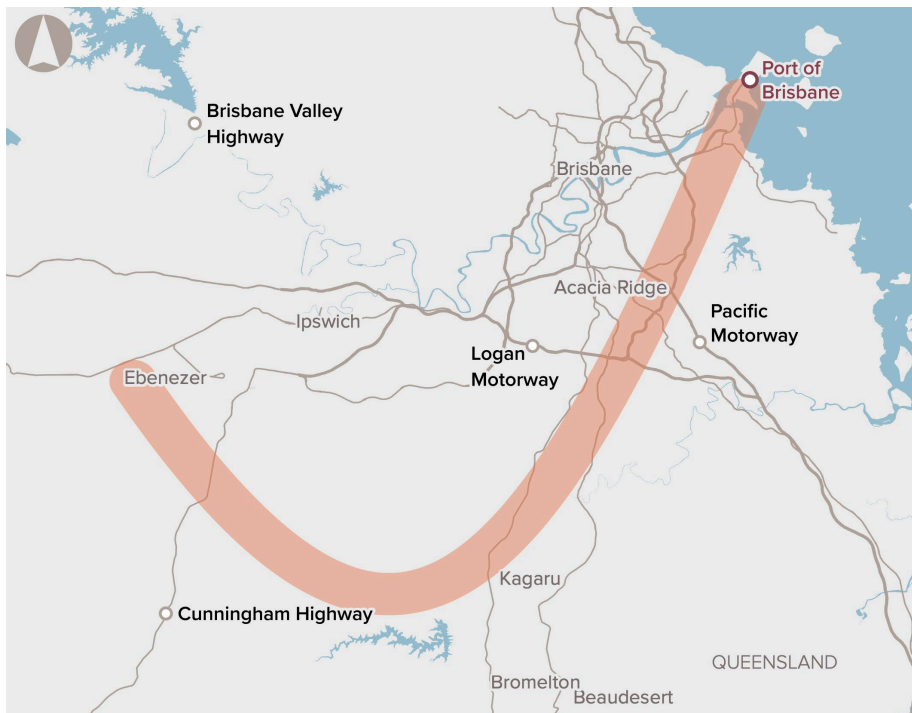 Port of
Brisbane
Brisbane Valley
Highway
Brisbane
Acacia Ridge
Ipswich
Pacific
Motorway
Logan
Motorway
Ebenezer
Kagaru
Cunningham Highway
QUEENSLAND
Bromelton
Beaudesert